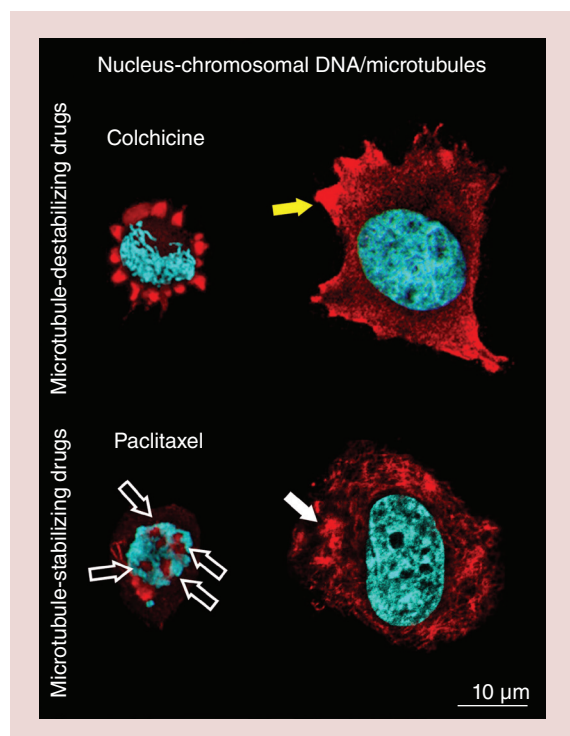 Nucleus-chromosomal DNA/microtubules
Microtubule-destabilizing drugs
Colchicine
Microtubule-stabilizing drugs
Paclitaxel
10 µm